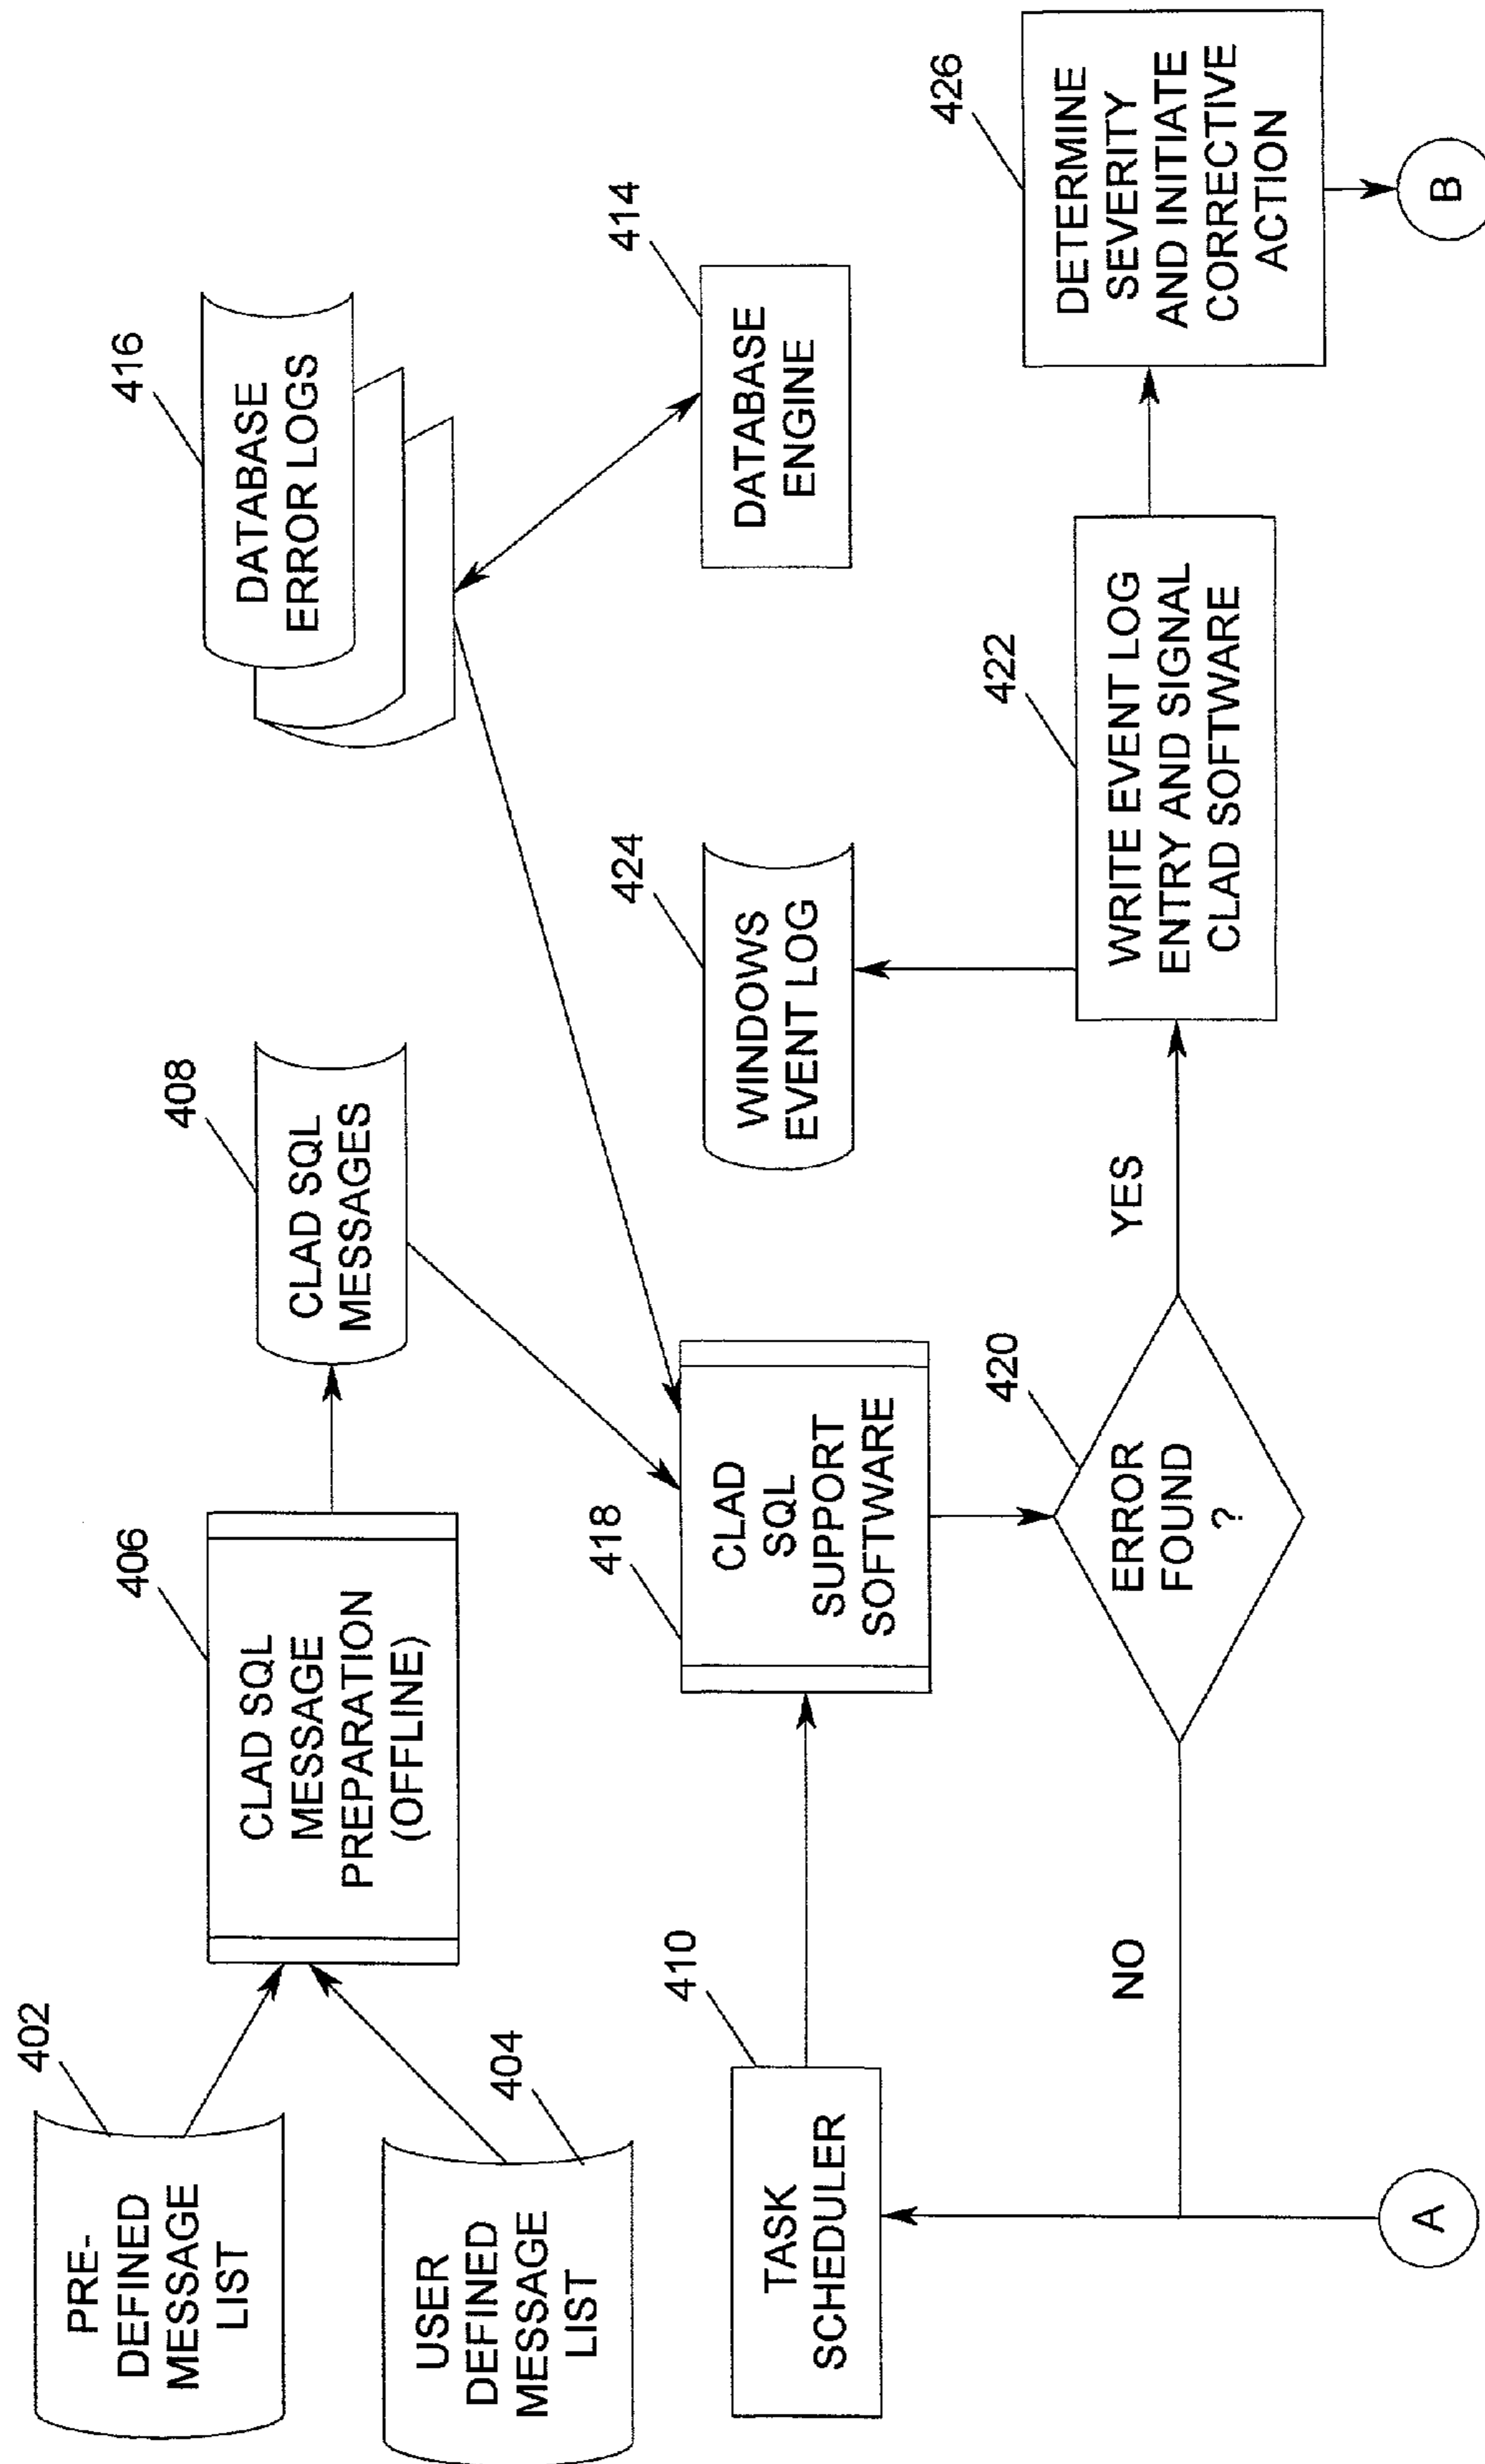 402
PRE-
DEFINED
MESSAGE
LIST
404
USER
DEFINED
MESSAGE
LIST
406
CLAD SQL
MESSAGE
PREPARATION
(OFFLINE)
408
CLAD SQL
MESSAGES
416
DATABASE
ERROR LOGS
410
TASK
SCHEDULER
418
CLAD
SQL
SUPPORT
SOFTWARE
424
WINDOWS
EVENT LOG
414
DATABASE
ENGINE
NO
420
ERROR
FOUND
?
YES
422
WRITE EVENT LOG
ENTRY AND SIGNAL
CLAD SOFTWARE
426
DETERMINE
SEVERITY
AND INITIATE
CORRECTIVE
ACTION
A
B